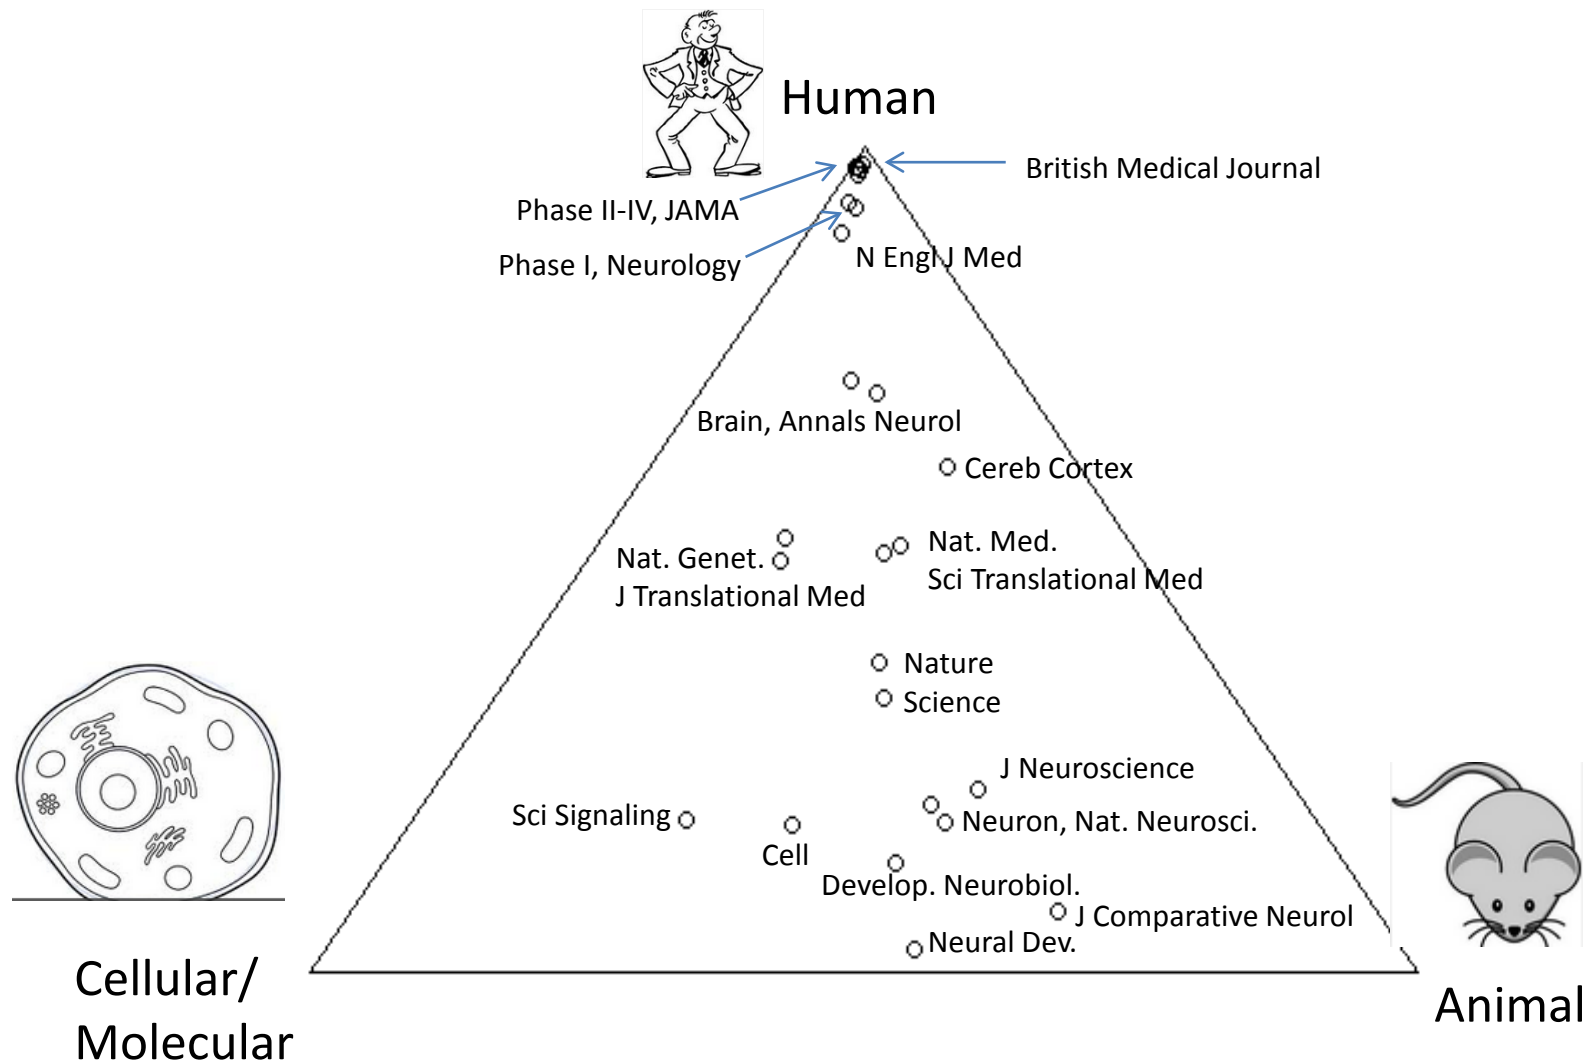 Human
British Medical Journal
Phase II-IV, JAMA
Phase I, Neurology
N Engl J Med
Brain, Annals Neurol
Cereb Cortex
Nat. Genet.
J Translational Med
Nat. Med.
Sci Translational Med
Nature
Science
J Neuroscience
Sci Signaling
Neuron, Nat. Neurosci.
Cell
Develop. Neurobiol.
J Comparative Neurol
Neural Dev.
Cellular/
Molecular
Animal